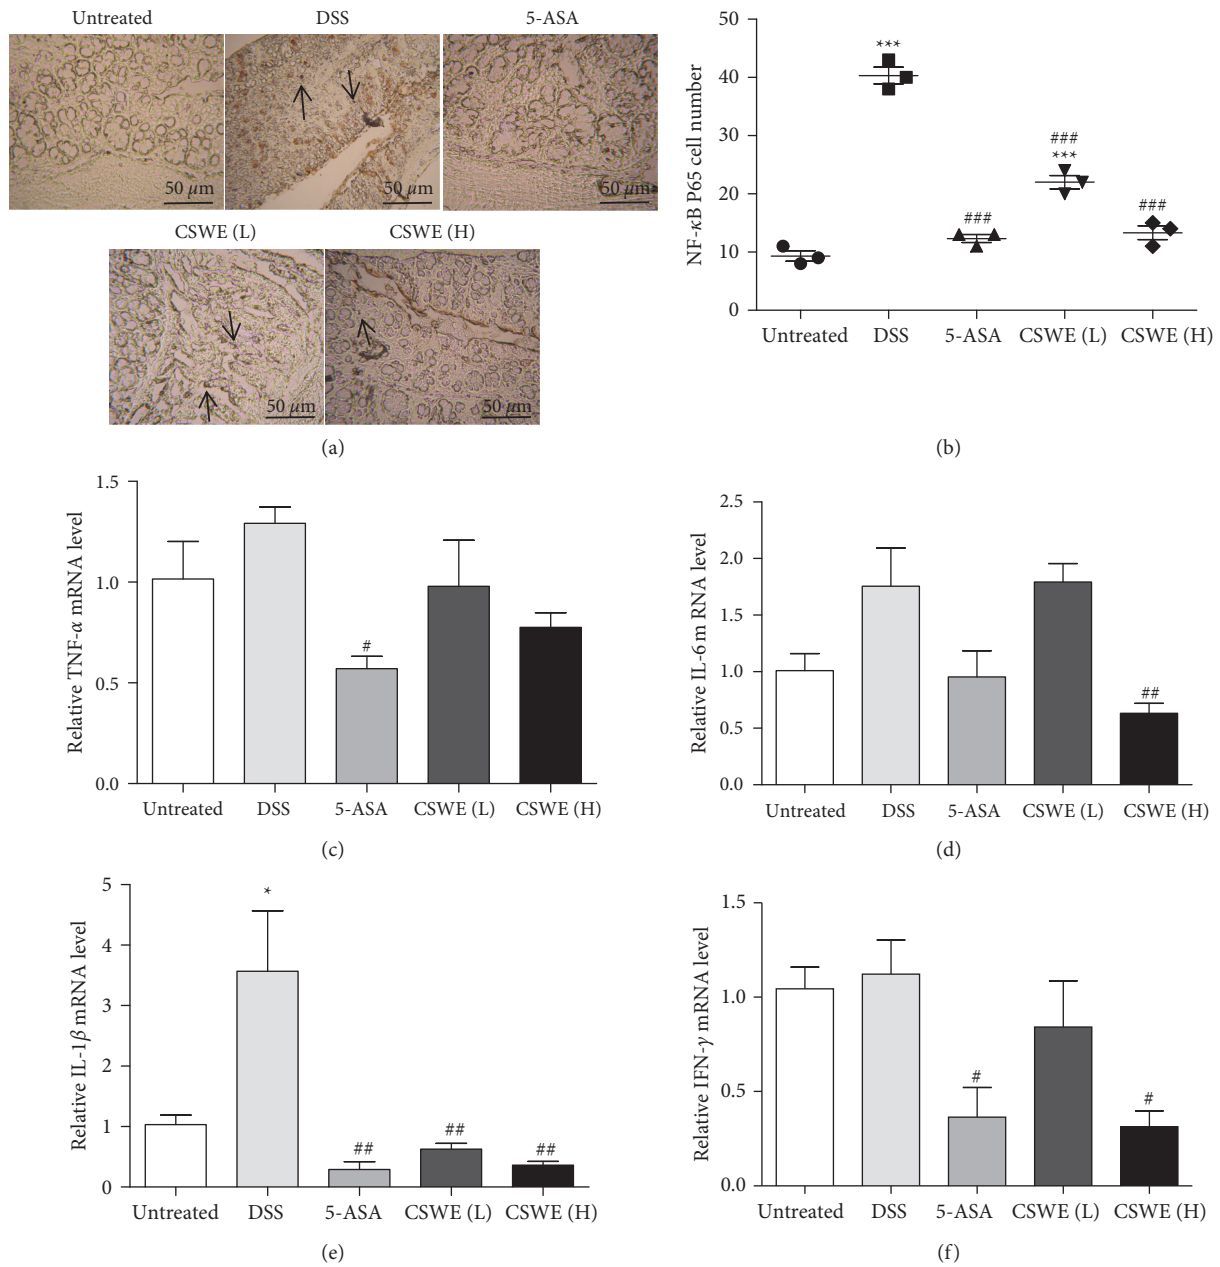 Untreated
DSS
5-ASA
50 μm
50 μm
50 μm
CSWE (L)
CSWE (H)
50 μm
50 μm
(a)
NF-κB P65 cell number
50
40
30
20
10
0
***
###
###
***
###
Untreated
DSS
5-ASA
CSWE (L)
CSWE (H)
(b)
Relative TNF-α mRNA level
1.5
1.0
0.5
0.0
#
Untreated
DSS
5-ASA
CSWE (L)
CSWE (H)
(c)
Relative IL-6 m RNA level
2.5
2.0
1.5
1.0
0.5
0.0
##
Untreated
DSS
5-ASA
CSWE (L)
CSWE (H)
(d)
Relative IL-1β mRNA level
5
4
3
2
1
0
*
##
##
##
Untreated
DSS
5-ASA
CSWE (L)
CSWE (H)
(e)
Relative IFN-γ mRNA level
1.5
1.0
0.5
0.0
#
#
Untreated
DSS
5-ASA
CSWE (L)
CSWE (H)
(f)